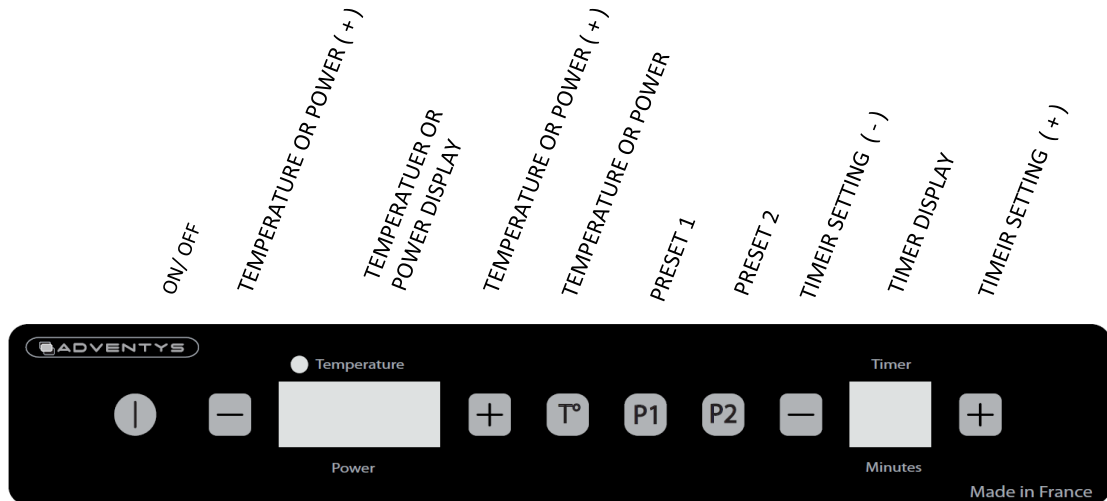 ON/ OFF
TEMPERATURE OR POWER ( + )
TEMPERATUER OR
POWER DISPLAY
TEMPERATURE OR POWER ( + )
TEMPERATURE OR POWER
PRESET 1
PRESET 2
TIMEIR SETTING  ( - )
TIMER DISPLAY
TIMEIR SETTING ( + )
ADVENTYS
Temperature
Timer
T°
P1
P2
Power
Minutes
Made in France